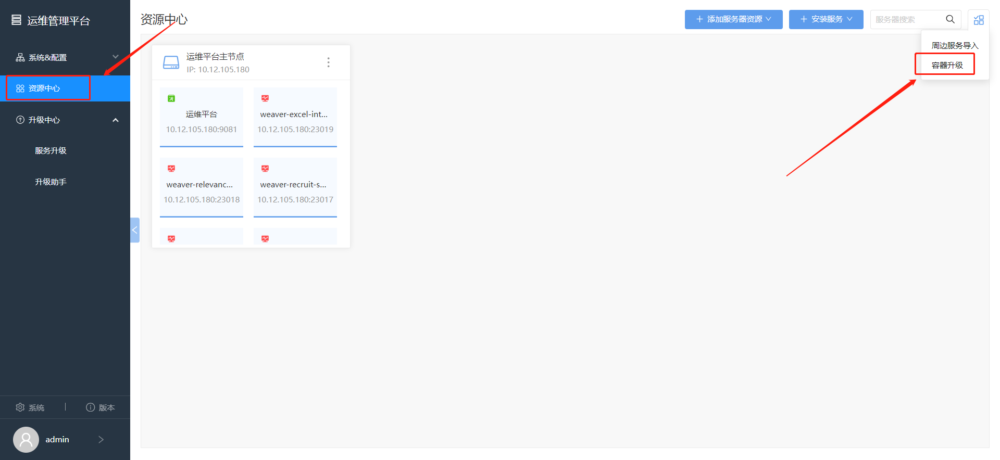 运维管理平台
系统&配置
资源中心
升级中心
服务升级
升级助手
系统
版本
admin
资源中心
添加服务器资源
安装服务
服务器搜索
周边服务导入
容器升级
运维平台主节点
IP: 10.12.105.180
运维平台
10.12.105.180:9081
weaver-excel-int...
10.12.105.180:23019
weaver-relevanc...
10.12.105.180:23018
weaver-recruit-s...
10.12.105.180:23017